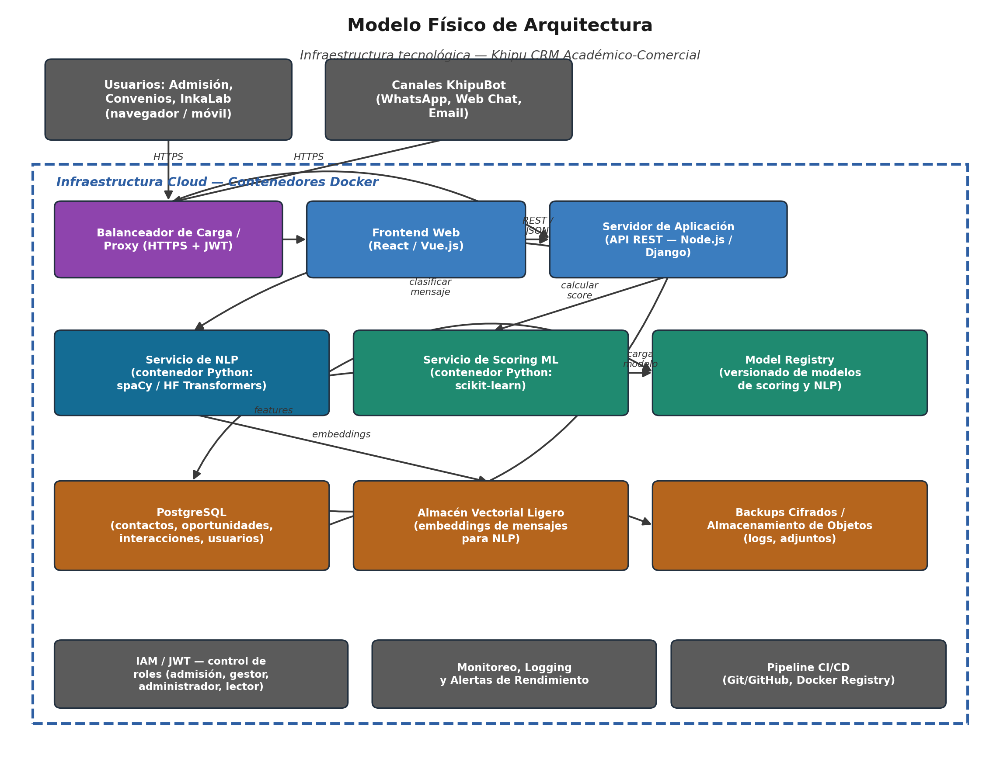 Modelo Físico de Arquitectura
Infraestructura tecnológica — Khipu CRM Académico-Comercial
Usuarios: Admisión,
Convenios, InkaLab
(navegador / móvil)
Canales KhipuBot
(WhatsApp, Web Chat,
Email)
HTTPS
HTTPS
Infraestructura Cloud — Contenedores Docker
Balanceador de Carga /
Proxy (HTTPS + JWT)
Frontend Web
(React / Vue.js)
REST /
JSON
Servidor de Aplicación
(API REST — Node.js /
Django)
clasificar
mensaje
calcular
score
Servicio de NLP
(contenedor Python:
spaCy / HF Transformers)
Servicio de Scoring ML
(contenedor Python:
scikit-learn)
carga
modelo
Model Registry
(versionado de modelos
de scoring y NLP)
features
embeddings
PostgreSQL
(contactos, oportunidades,
interacciones, usuarios)
Almacén Vectorial Ligero
(embeddings de mensajes
para NLP)
Backups Cifrados /
Almacenamiento de Objetos
(logs, adjuntos)
IAM / JWT — control de
roles (admisión, gestor,
administrador, lector)
Monitoreo, Logging
y Alertas de Rendimiento
Pipeline CI/CD
(Git/GitHub, Docker Registry)